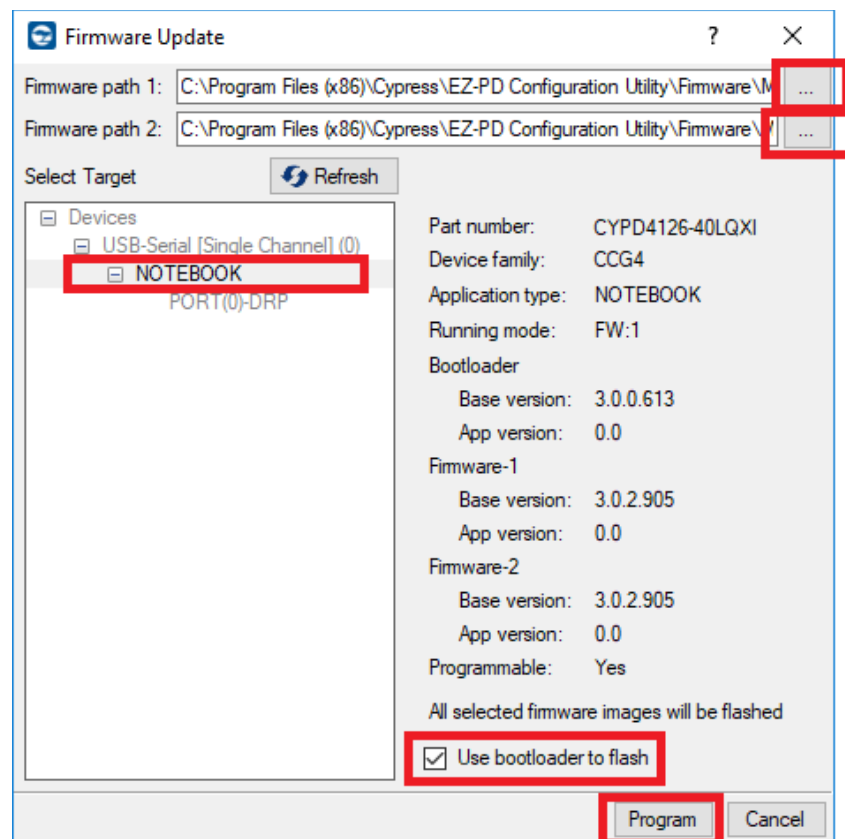 Firmware Update ?
Firmware path 1: C:\Program Files (x86)\Cypress\EZ-PD Configuration Utility\Firmware\M ...
Firmware path 2: C:\Program Files (x86)\Cypress\EZ-PD Configuration Utility\Firmware\ ...
Select Target Refresh
Devices
USB-Serial [Single Channel] (0)
NOTEBOOK
PORT(0)-DRP
Part number: CYPD4126-40LQXI
Device family: CCG4
Application type: NOTEBOOK
Running mode: FW:1
Bootloader
Base version: 3.0.0.613
App version: 0.0
Firmware-1
Base version: 3.0.2.905
App version: 0.0
Firmware-2
Base version: 3.0.2.905
App version: 0.0
Programmable: Yes
All selected firmware images will be flashed
Use bootloader to flash
Program Cancel